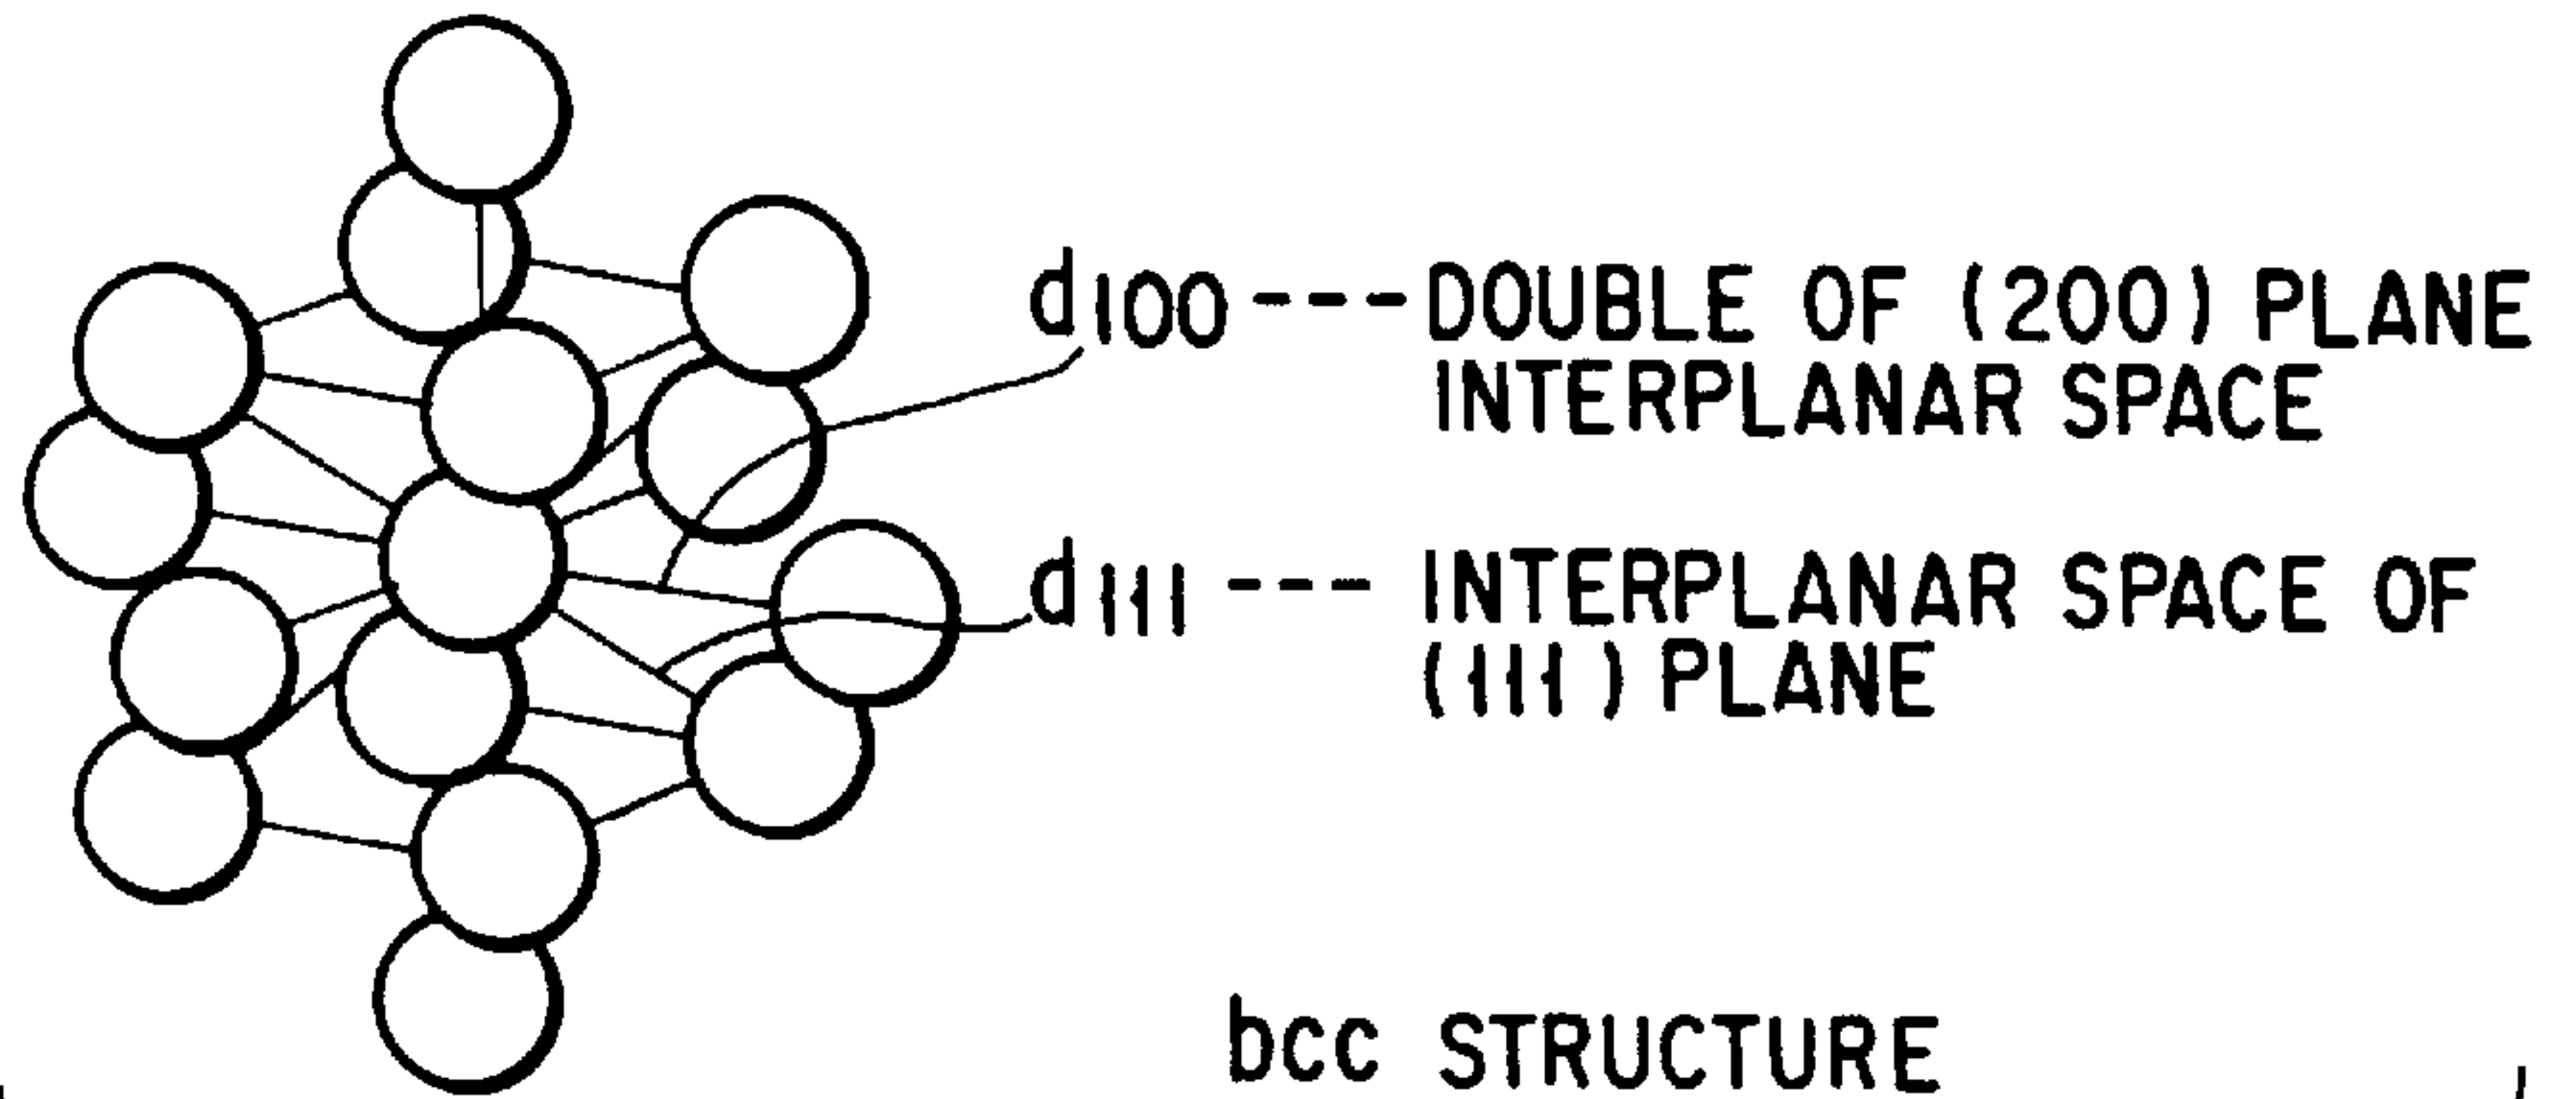 d100 --- DOUBLE OF (200) PLANE
INTERPLANAR SPACE
d111 --- INTERPLANAR SPACE OF
(111) PLANE
bcc STRUCTURE